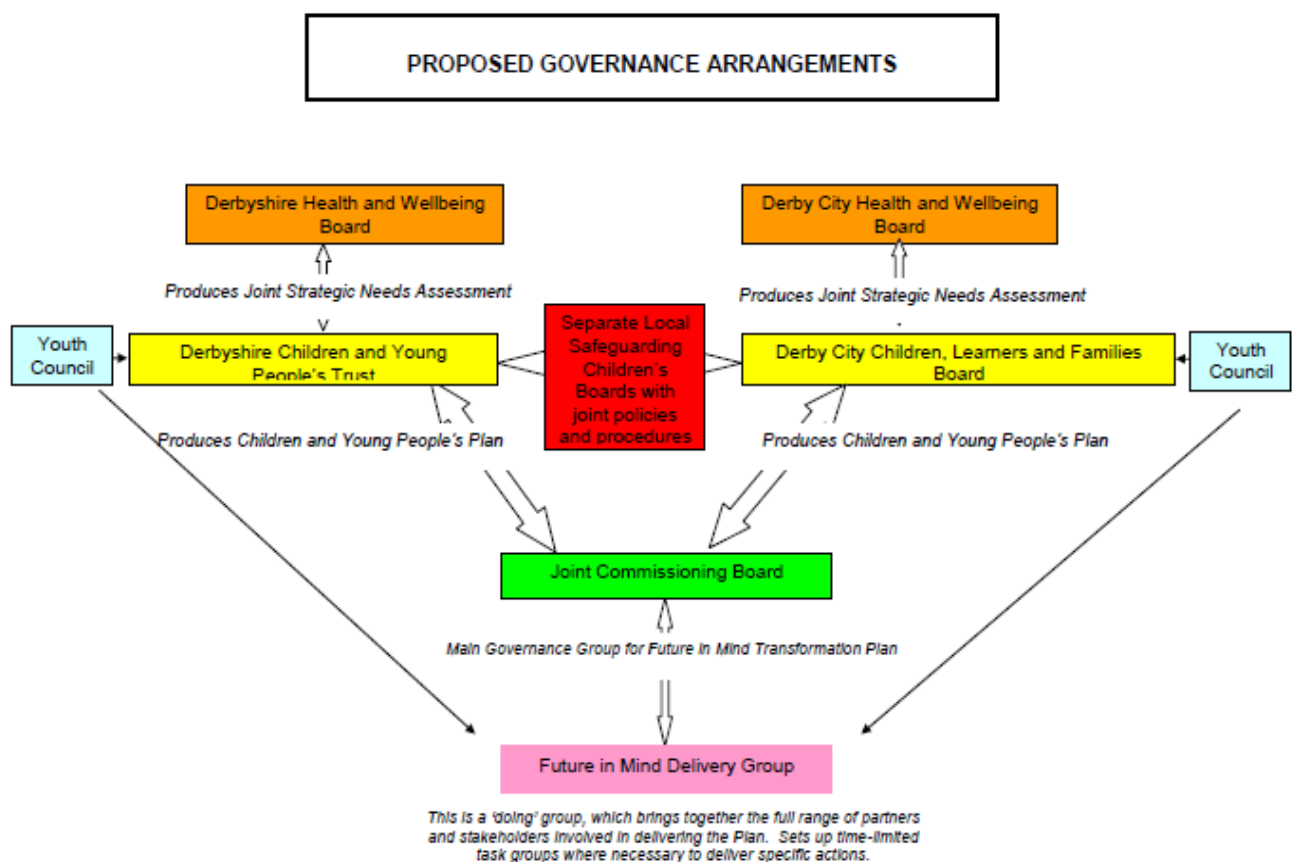 PROPOSED GOVERNANCE ARRANGEMENTS
Derbyshire Health and Wellbeing
Board
Derby City Health and Wellbeing
Board
Produces Joint Strategic Needs Assessment
Produces Joint Strategic Needs Assessment
Youth
Council
Derbyshire Children and Young
People's Trust
Separate Local
Safeguarding
Children's
Boards with
joint policies
and procedures
Derby City Children, Learners and Families
Board
Youth
Council
Produces Children and Young People's Plan
Produces Children and Young People's Plan
Joint Commissioning Board
Main Governance Group for Future in Mind Transformation Plan
Future in Mind Delivery Group
This is a 'doing' group, which brings together the full range of partners
and stakeholders involved in delivering the Plan. Sets up time-limited
task groups where necessary to deliver specific actions.